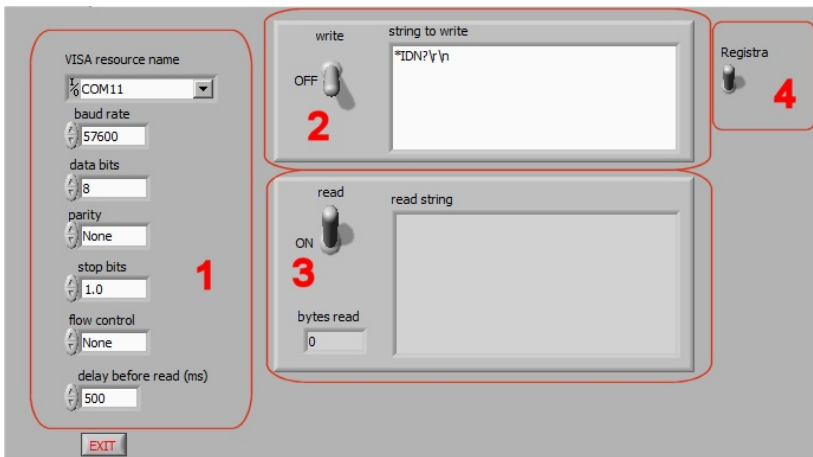 VISA resource name
COM11
baud rate
57600
data bits
8
parity
None
stop bits
1.0
flow control
None
delay before read (ms)
500
EXIT
1
write
OFF
2
string to write
*IDN?\r\n
read
ON
3
bytes read
0
read string
Registra
4